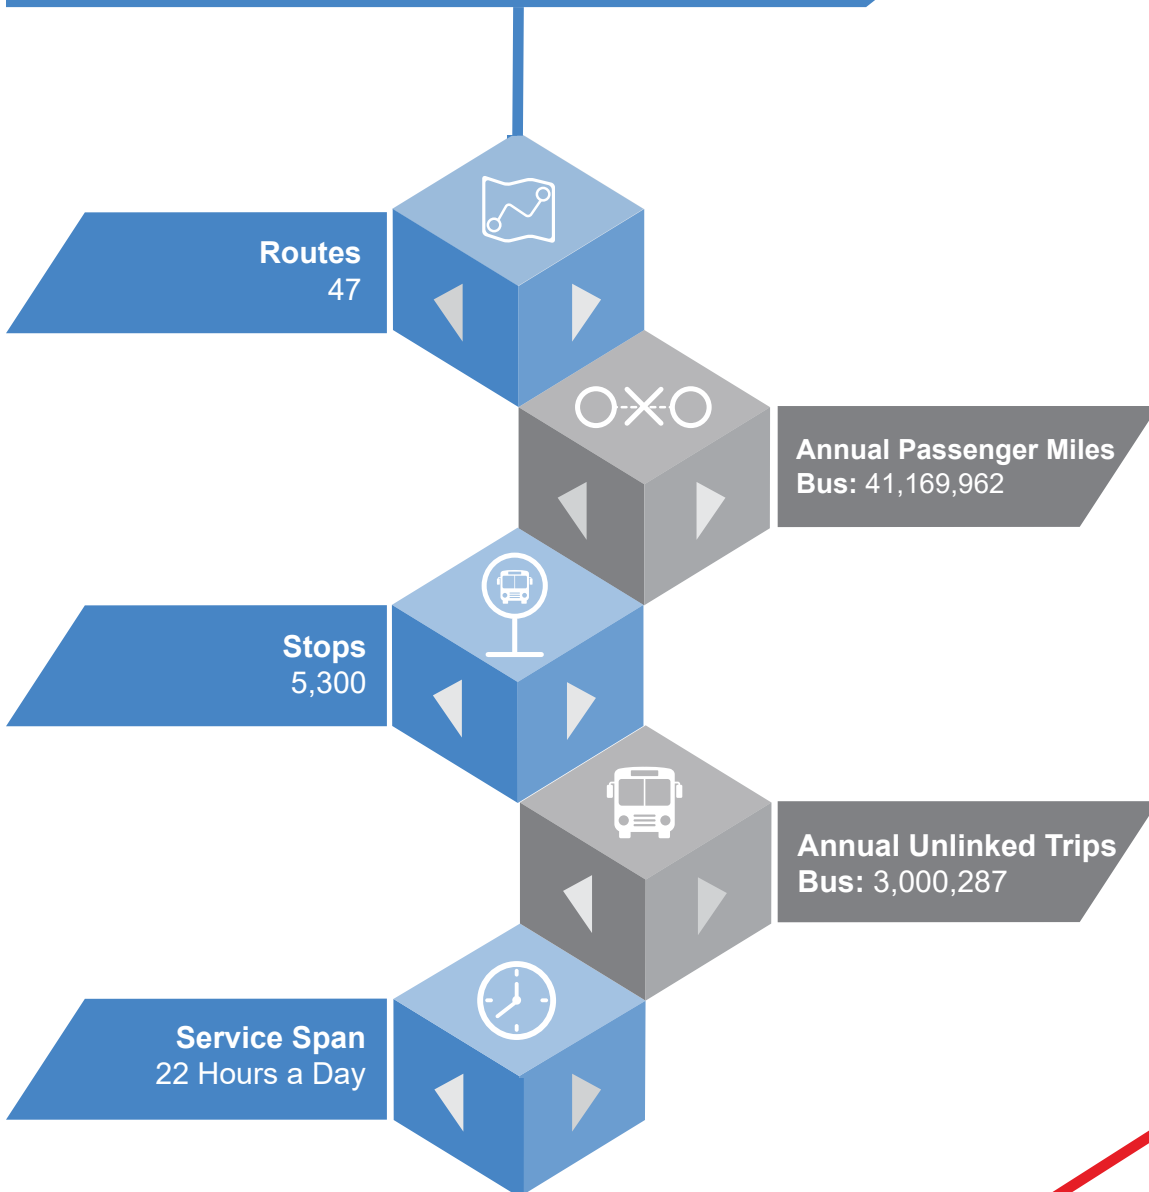 Routes
47
Annual Passenger Miles
Bus: 41,169,962
Stops
5,300
Annual Unlinked Trips
Bus: 3,000,287
Service Span
22 Hours a Day